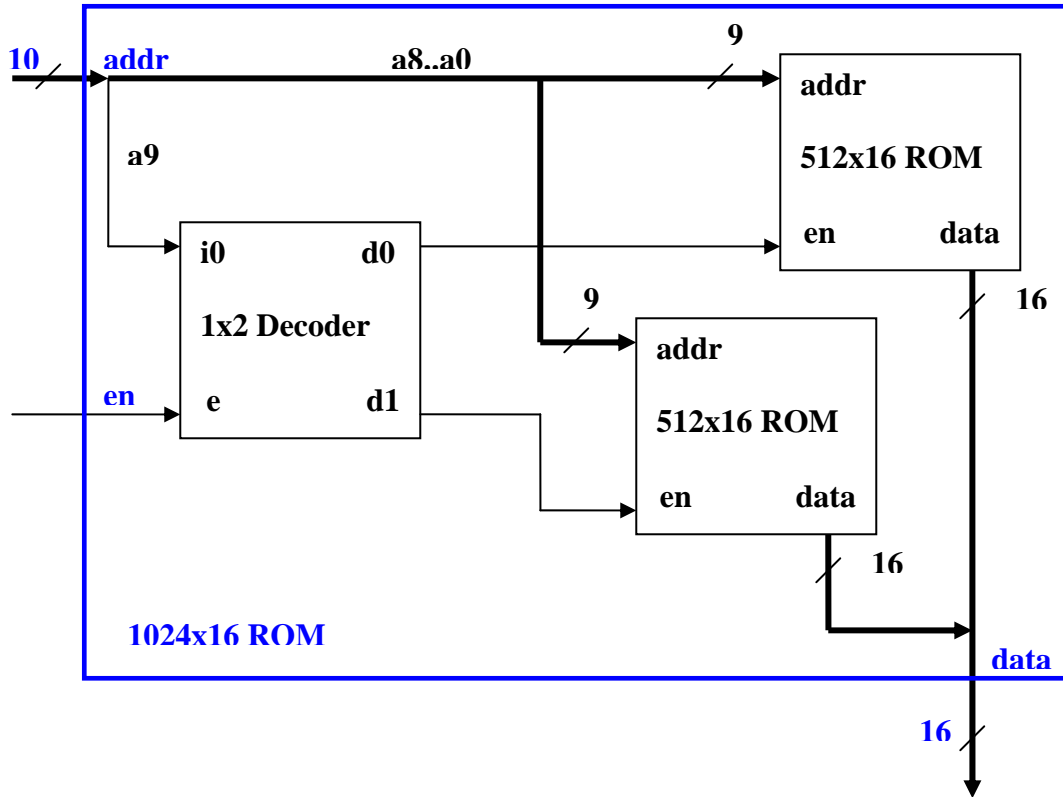 10
addr
a8..a0
9
addr
a9
512x16 ROM
en data
i0 d0
9
16
1x2 Decoder
addr
en
e d1
512x16 ROM
en data
16
1024x16 ROM
data
16